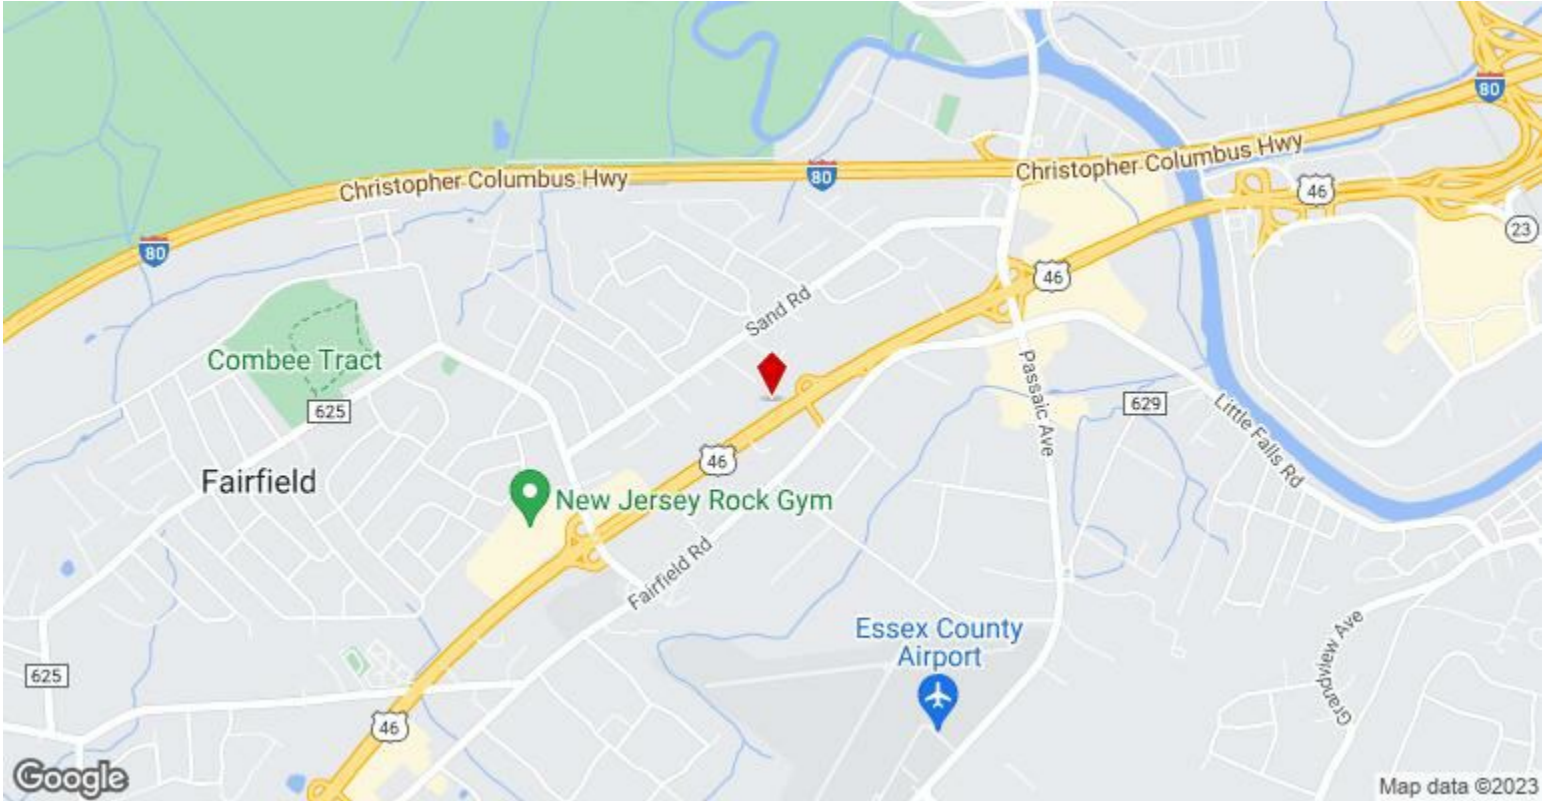 80
Christopher Columbus Hwy
46
80
Christopher Columbus Hwy
80
23
46
Sand Rd
Combee Tract
625
Passaic Ave
629
Little Falls Rd
46
Fairfield
New Jersey Rock Gym
Fairfield Rd
Essex County
Airport
Grandview Ave
625
46
Google
Map data ©2023